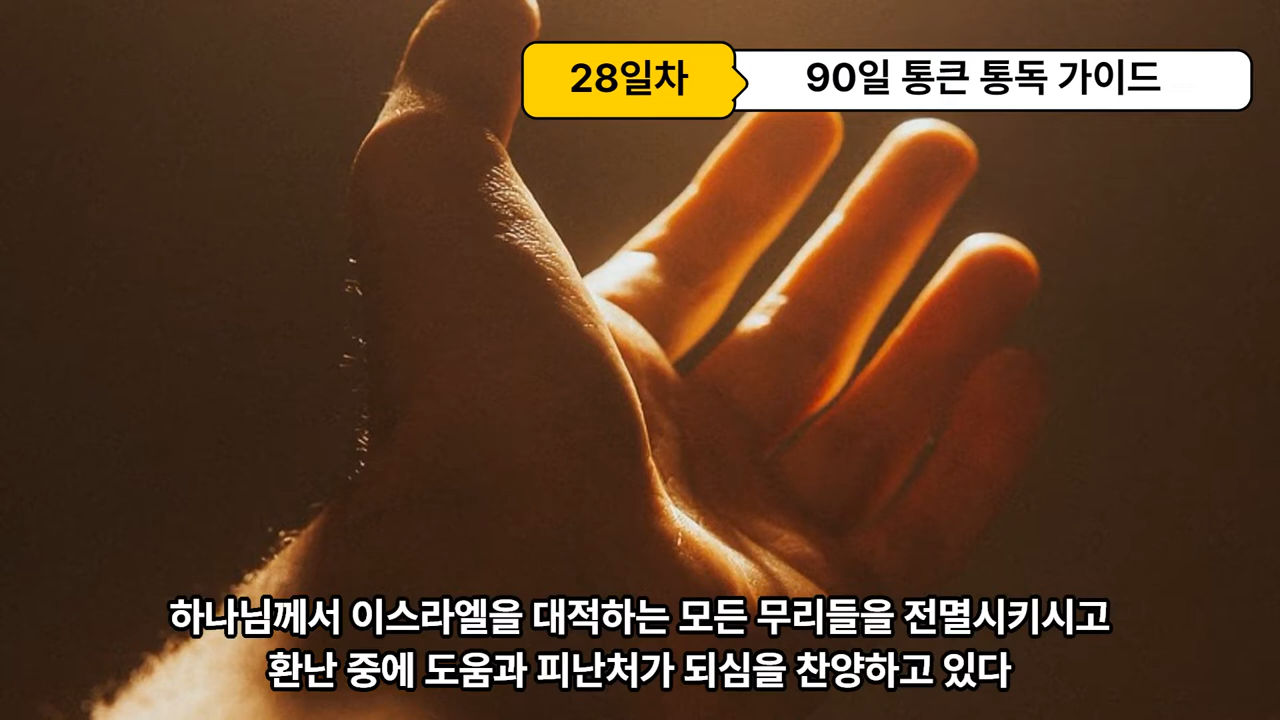 28일차
90일 통큰 통독 가이드
하나님께서 이스라엘을 대적하는 모든 무리들을 전멸시키시고
환난 중에 도움과 피난처가 되심을 찬양하고 있다